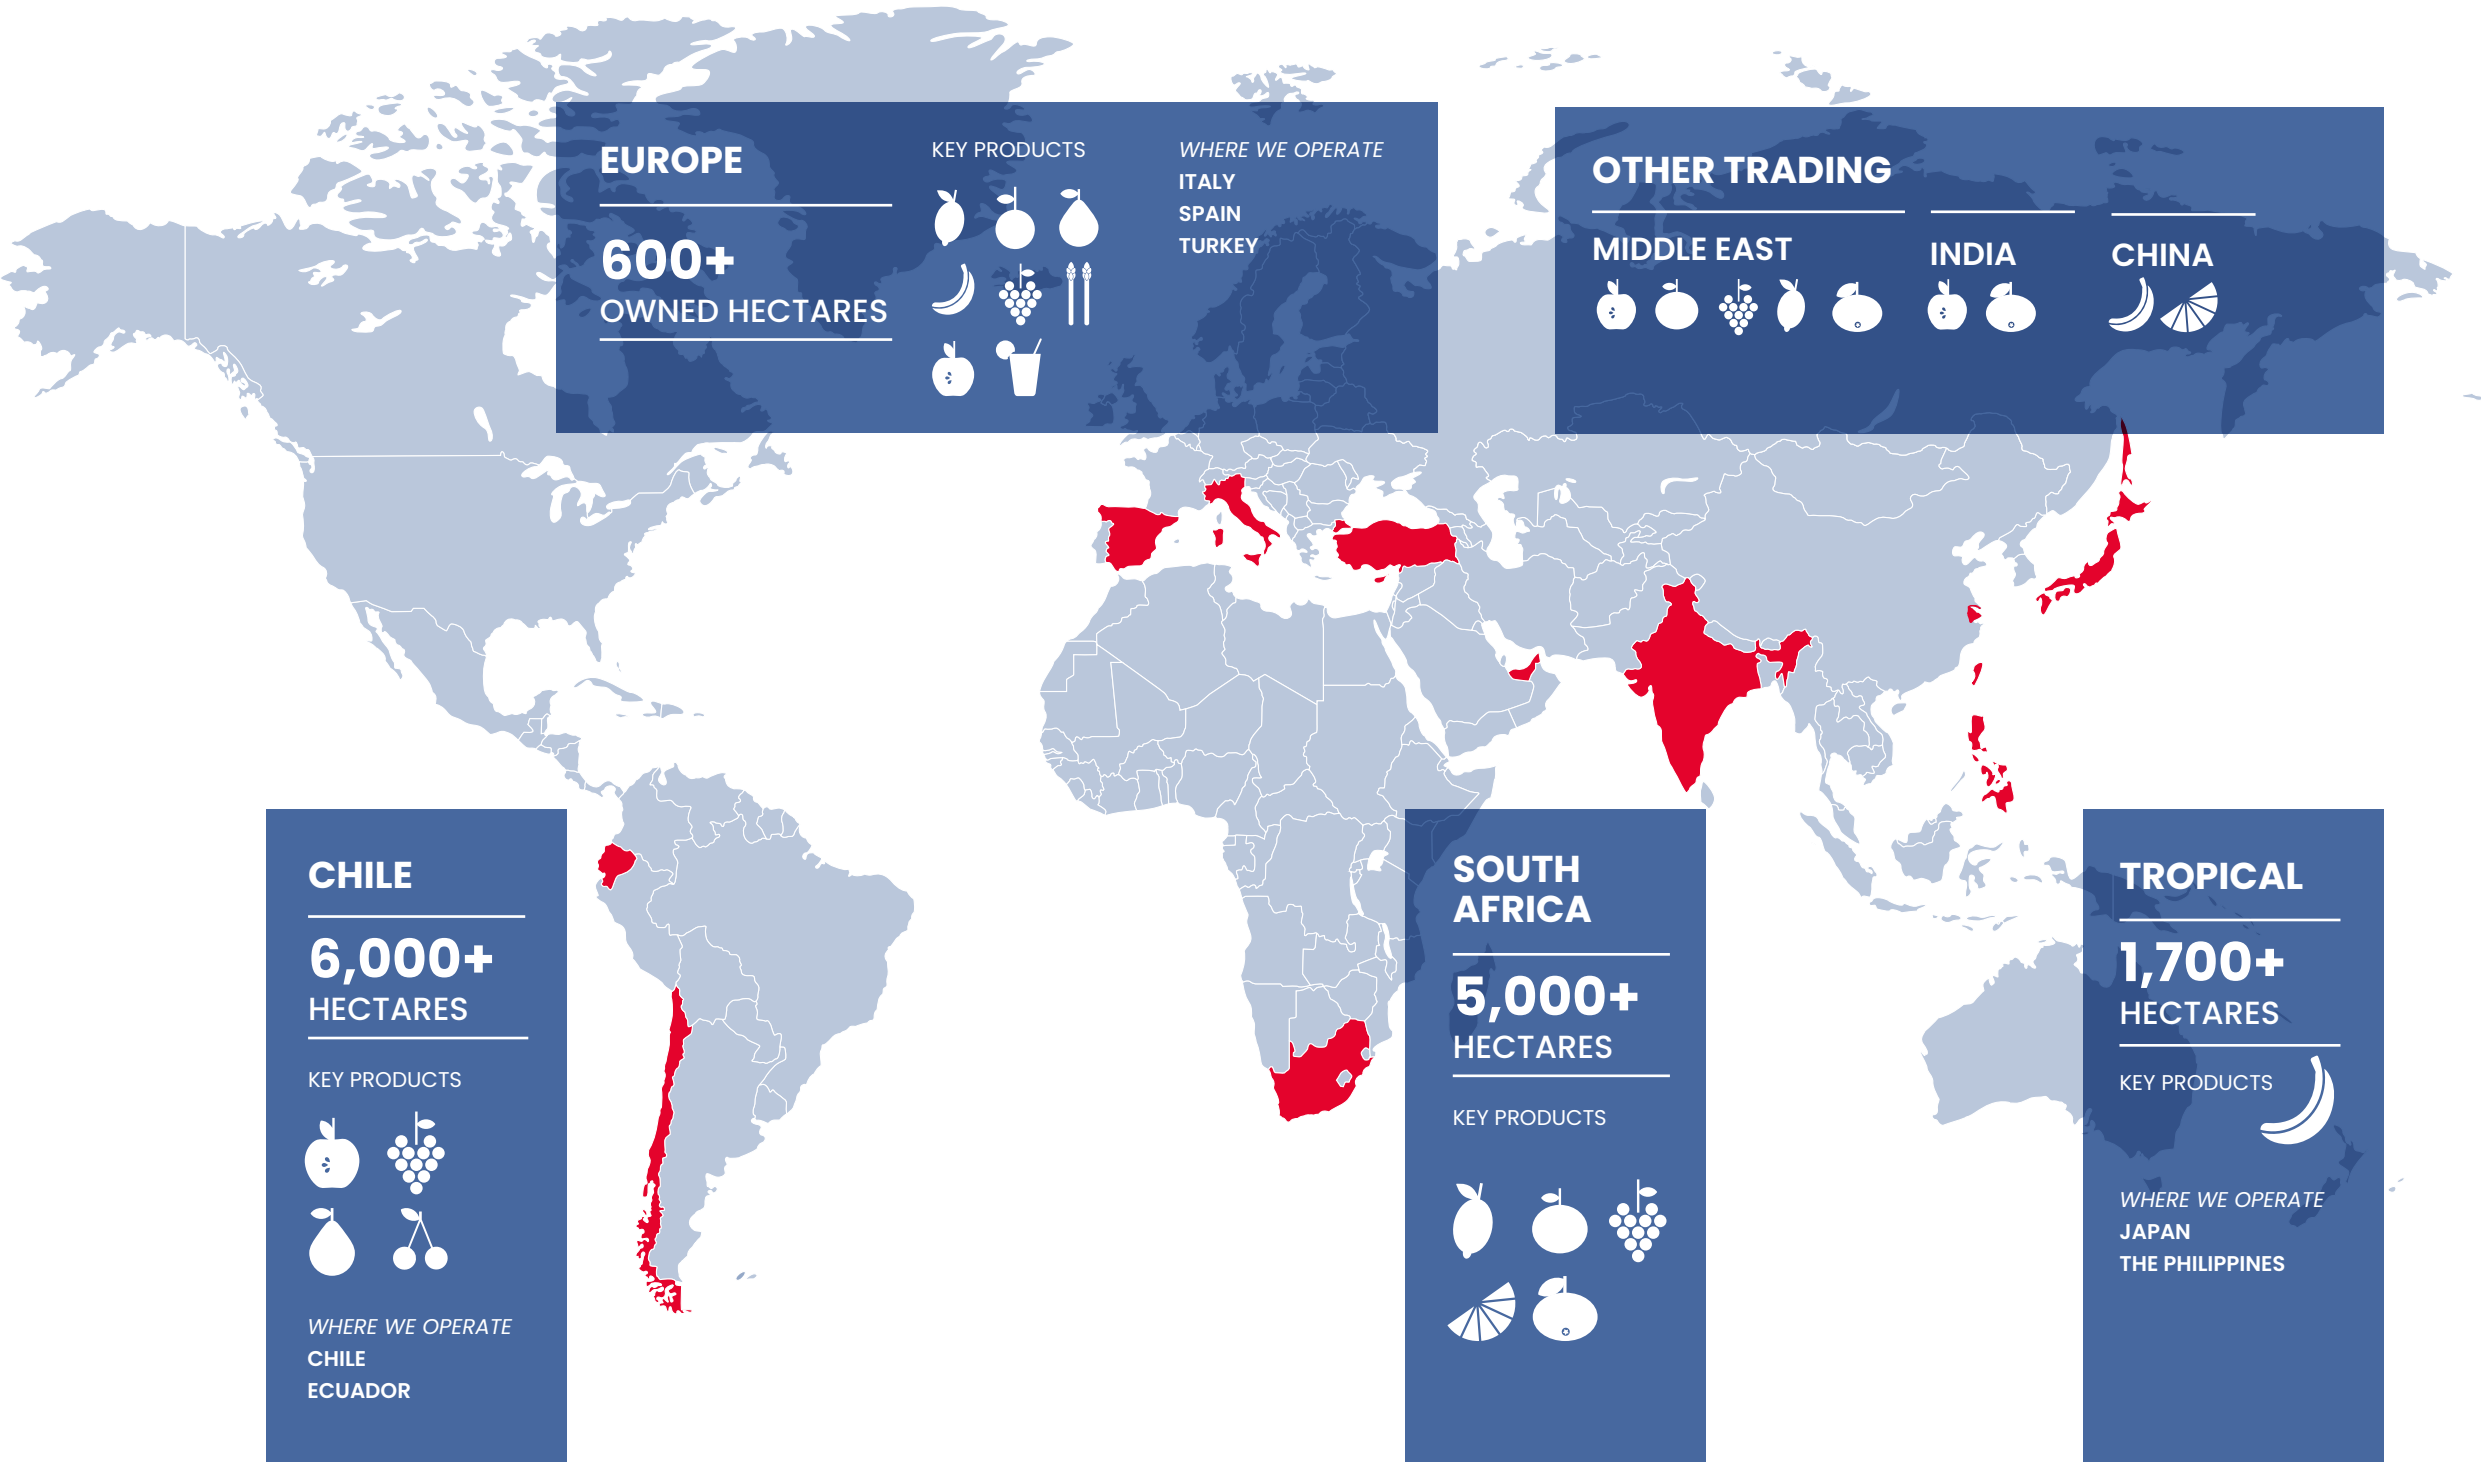 EUROPE
600+
OWNED HECTARES
KEY PRODUCTS
WHERE WE OPERATE
ITALY
SPAIN
TURKEY
OTHER TRADING
MIDDLE EAST
INDIA
CHINA
CHILE
6,000+
HECTARES
KEY PRODUCTS
WHERE WE OPERATE
CHILE
ECUADOR
SOUTH
AFRICA
5,000+
HECTARES
KEY PRODUCTS
TROPICAL
1,700+
HECTARES
KEY PRODUCTS
WHERE WE OPERATE
JAPAN
THE PHILIPPINES